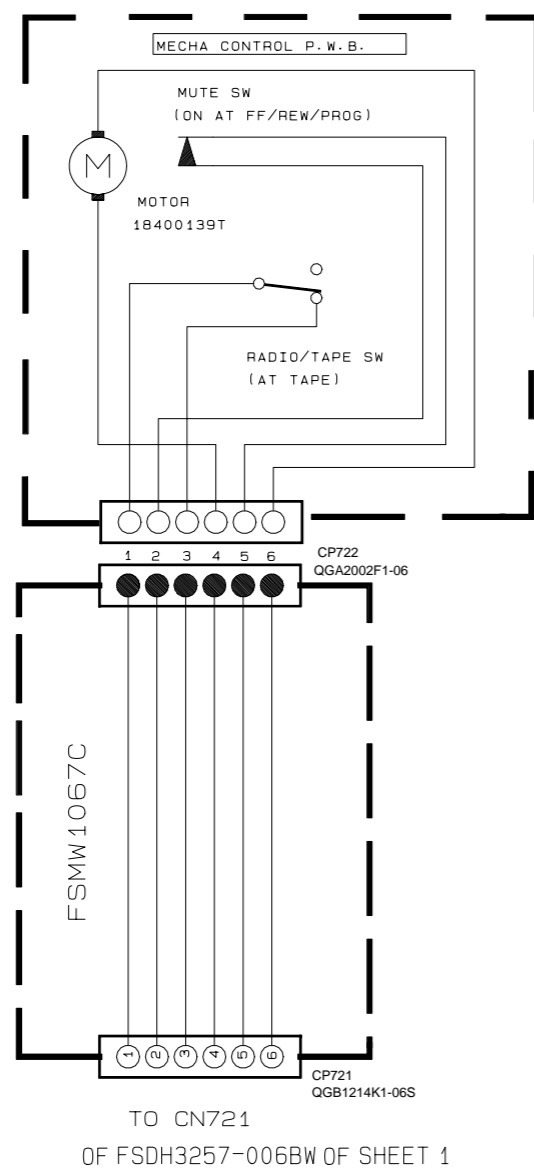 MECHA CONTROL P.W.B.
MUTE SW
(ON AT FF/REW/PROG)
M
MOTOR
18400139T
RADIO/TAPE SW
(AT TAPE)
1 2 3 4 5 6
CP722
QGA2002F1-06
FSMW1067C
1 2 3 4 5 6
CP721
QGB1214K1-06S
TO CN721
OF FSDH3257-006BW OF SHEET 1